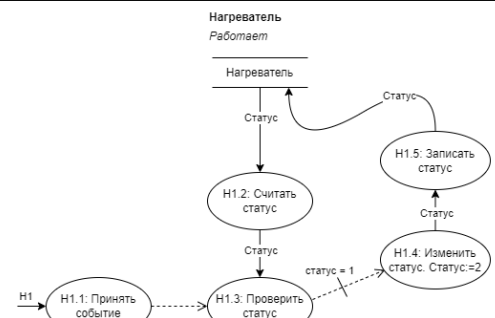 Нагреватель
Работает
Нагреватель
Статус
Статус
Н1.5: Записать
статус
Н1.2: Считать
статус
Статус
Статус
Н1.4: Изменить
статус. Статус:=2
статус = 1
Н1
Н1.1: Принять
событие
Н1.3: Проверить
статус